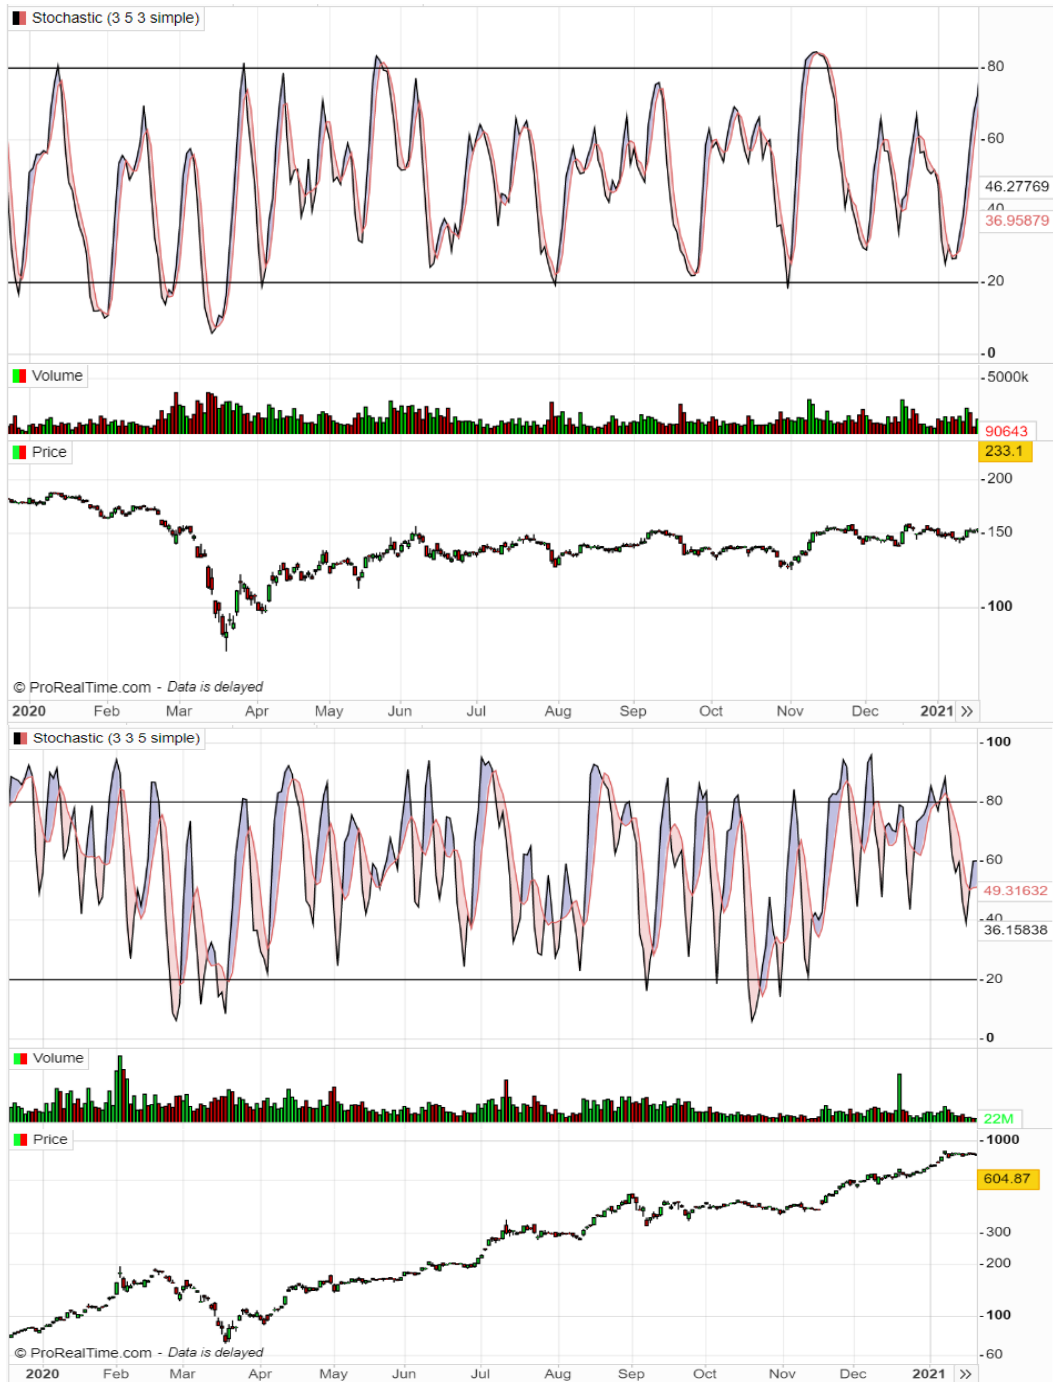 Stochastic (3 5 3 simple)
80
60
46.27769
40
36.95879
20
0
Volume
5000k
90643
Price
233.1
200
150
100
© ProRealTime.com - Data is delayed
2020 Feb Mar Apr May Jun Jul Aug Sep Oct Nov Dec 2021 »
Stochastic (3 3 5 simple)
100
80
60
49.31632
40
36.15838
20
0
Volume
22M
Price
1000
604.87
300
200
100
60
© ProRealTime.com - Data is delayed
2020 Feb Mar Apr May Jun Jul Aug Sep Oct Nov Dec 2021 »